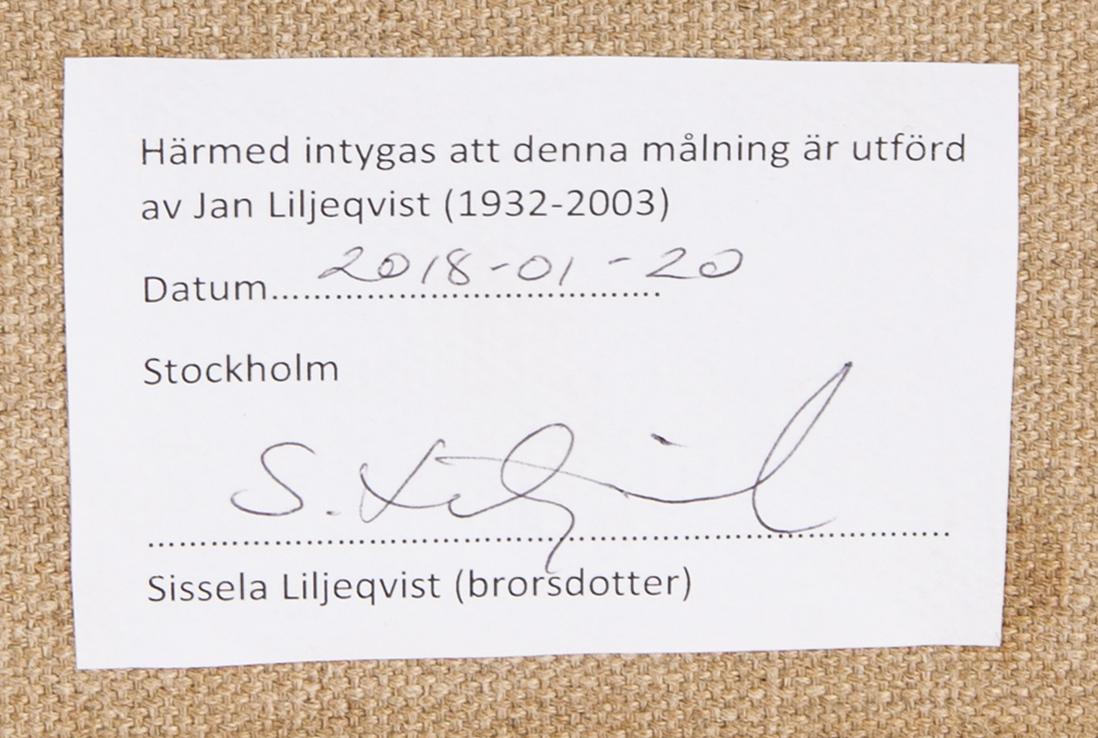 Härmed intygas att denna målning är utförd
av Jan Liljeqvist (1932-2003)
Datum.................................... 2018-01-20
Stockholm
S.
Sissela Liljeqvist (brorsdotter)